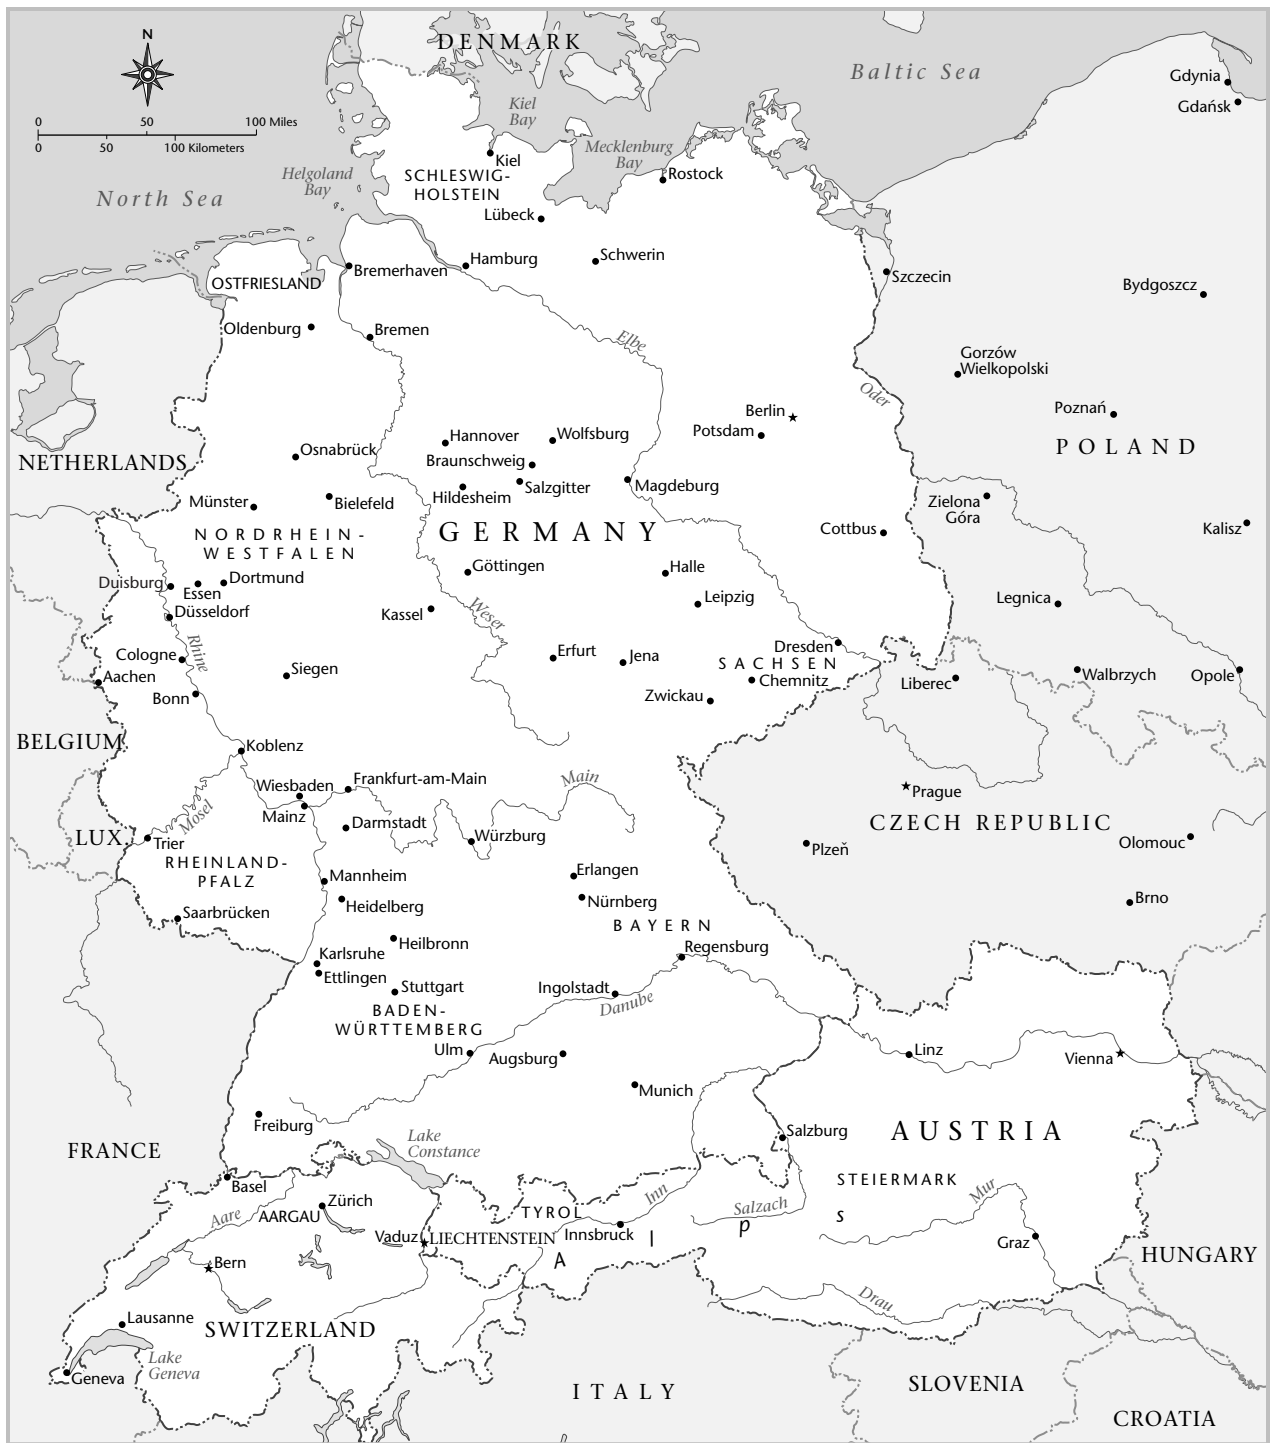 DENMARK
N
Baltic Sea
Gdynia
Gdańsk
Kiel
Bay
0 50 100 Miles
0 50 100 Kilometers
Mecklenburg
Bay
Kiel
Helgoland
Bay
SCHLESWIG-
HOLSTEIN
Rostock
North Sea
Lübeck
Schwerin
Hamburg
Bremerhaven
OSTFRIESLAND
Szczecin
Bydgoszcz
Oldenburg
Bremen
Elbe
Gorzów
Wielkopolski
Oder
Berlin
Potsdam
Poznań
POLAND
Hannover
Wolfsburg
Braunschweig
Osnabrück
NETHERLANDS
Salzgitter
Hildesheim
Magdeburg
Münster
Bielefeld
Zielona
Góra
GERMANY
Cottbus
Kalisz
NORDRHEIN-
WESTFALEN
Göttingen
Halle
Duisburg
Essen
Dortmund
Düsseldorf
Leipzig
Legnica
Kassel
Weser
Rhine
Cologne
Erfurt
Jena
Dresden
SACHSEN
Siegen
Aachen
Chemnitz
Liberec
Walbrzych
Opole
Bonn
Zwickau
BELGIUM
Koblenz
Wiesbaden
Frankfurt-am-Main
Main
Prague
Mosel
Mainz
Darmstadt
CZECH REPUBLIC
LUX.
Trier
Würzburg
Plzeň
Olomouc
RHEINLAND-
PFALZ
Mannheim
Erlangen
Heidelberg
Nürnberg
Brno
Saarbrücken
BAYERN
Heilbronn
Regensburg
Karlsruhe
Ettlingen
Stuttgart
Ingolstadt
Danube
BADEN-
WÜRTTEMBERG
Ulm
Augsburg
Linz
Vienna
Munich
Freiburg
Salzburg
AUSTRIA
FRANCE
Lake
Constance
Basel
STEIERMARK
Zürich
Inn
Mur
Aare
AARGAU
TYROL
Salzach
Vaduz
LIECHTENSTEIN
Innsbruck
A l p s
Graz
HUNGARY
Bern
Drau
Lausanne
SWITZERLAND
Lake
Geneva
Geneva
ITALY
SLOVENIA
CROATIA